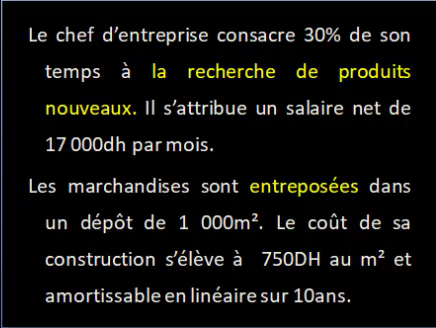 Le chef d’entreprise consacre 30% de son
temps à la recherche de produits
nouveaux. Il s’attribue un salaire net de
17 000dh par mois.
Les marchandises sont entreposées dans
un dépôt de 1 000m². Le coût de sa
construction s’élève à 750DH au m² et
amortissable en linéaire sur 10ans.